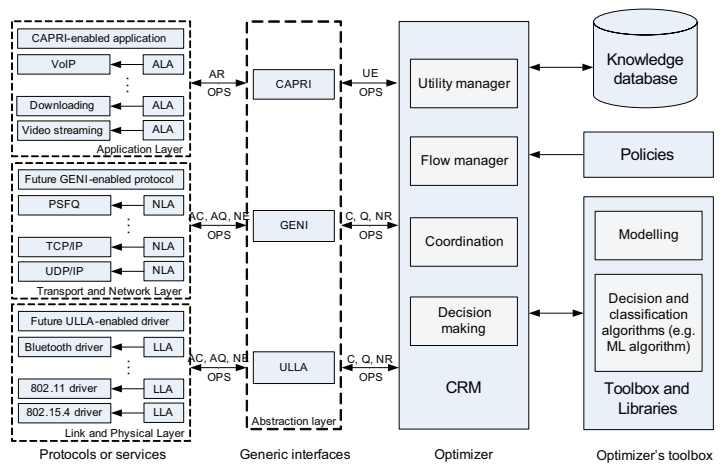 CAPRI-enabled application
VoIP
ALA
Downloading
ALA
Video streaming
ALA
Application Layer
Future GENI-enabled protocol
PSFQ
NLA
TCP/IP
NLA
UDP/IP
NLA
Transport and Network Layer
Future ULLA-enabled driver
Bluetooth driver
LLA
802.11 driver
LLA
802.15.4 driver
LLA
Link and Physical Layer
Protocols or services
AR
OPS
AC, AQ, NE
OPS
AC, AQ, NE
OPS
CAPRI
GENI
ULLA
Abstraction layer
Generic interfaces
UE
OPS
C, Q, NR
OPS
C, Q, NR
OPS
Utility manager
Flow manager
Coordination
Decision
making
CRM
Optimizer
Knowledge
database
Policies
Modelling
Decision and
classification
algorithms (e.g.
ML algorithm)
Toolbox and
Libraries
Optimizer's toolbox